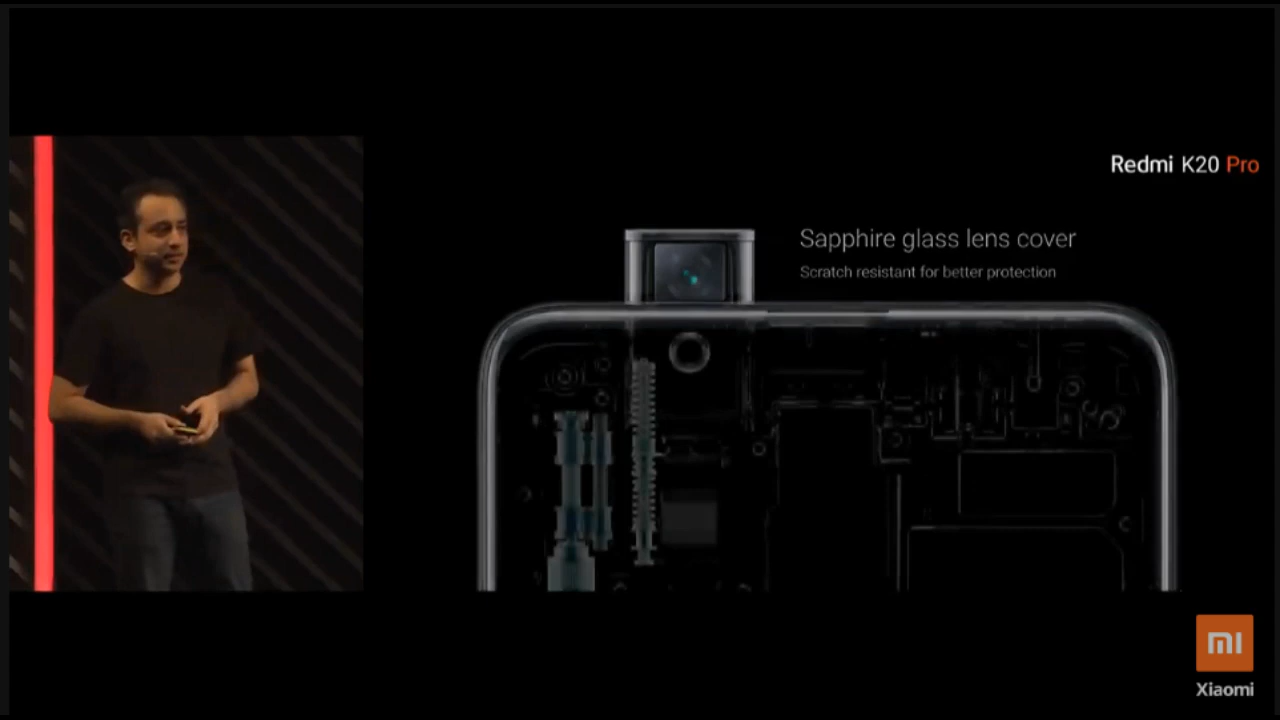 Redmi K20 Pro
Sapphire glass lens cover
Scratch resistant for better protection
mi
Xiaomi